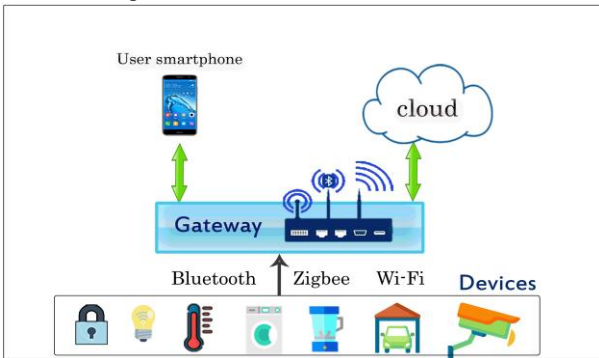 User smartphone
cloud
Gateway
Bluetooth Zigbee Wi-Fi
Devices